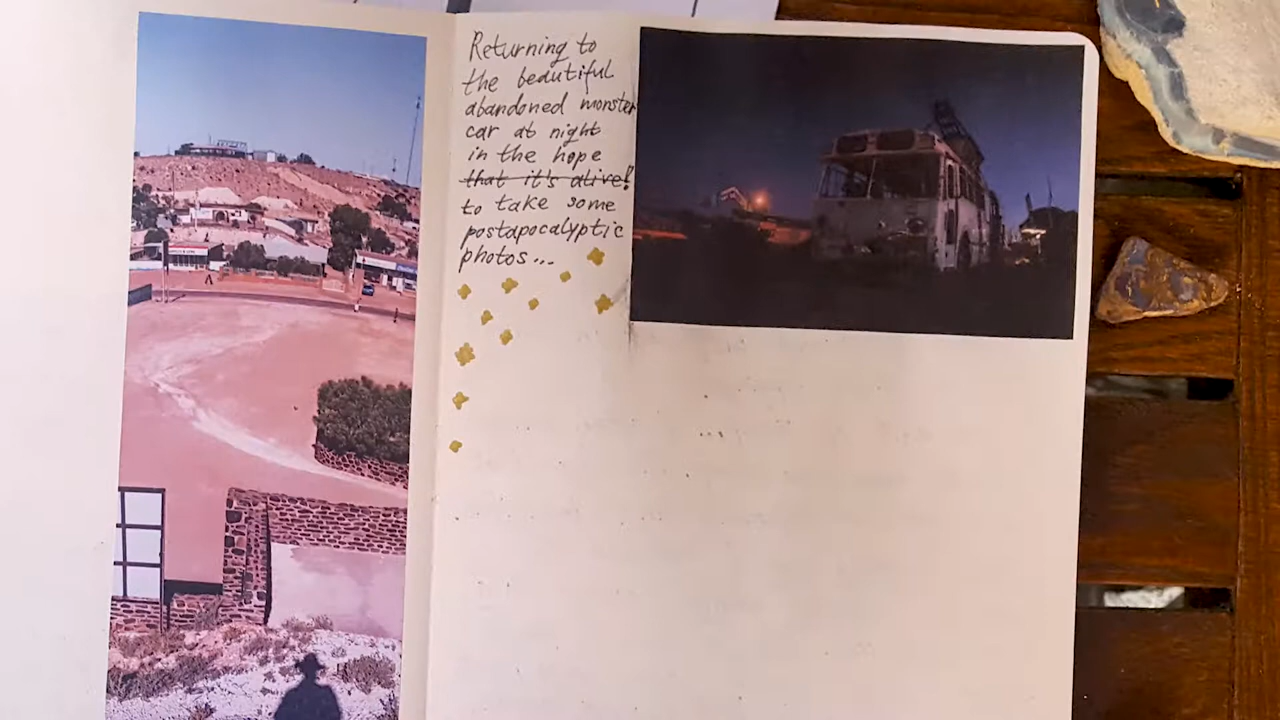 Returning to
the beautiful
abandoned monster
car at night
in the hope
that it's alive!
to take some
postapocalyptic
photos...